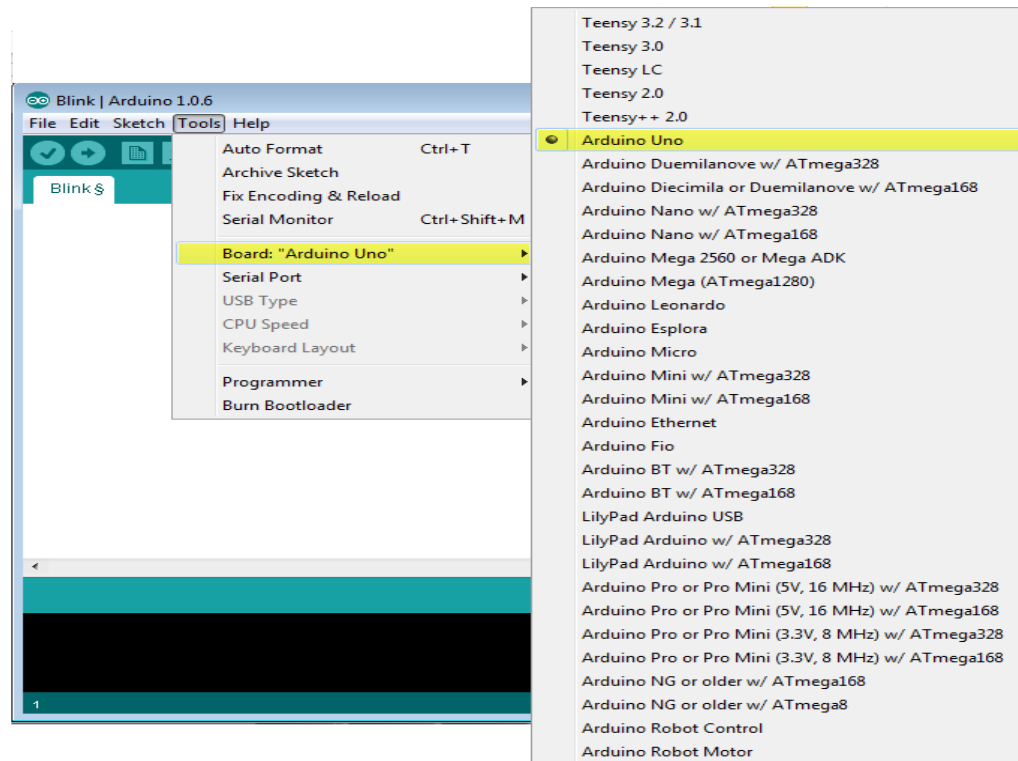 Blink | Arduino 1.0.6
File Edit Sketch Tools Help
Blink§
Auto Format Ctrl+T
Archive Sketch
Fix Encoding & Reload
Serial Monitor Ctrl+Shift+M
Board: "Arduino Uno"
Serial Port
USB Type
CPU Speed
Keyboard Layout
Programmer
Burn Bootloader
1
Teensy 3.2 / 3.1
Teensy 3.0
Teensy LC
Teensy 2.0
Teensy++ 2.0
Arduino Uno
Arduino Duemilanove w/ ATmega328
Arduino Diecimila or Duemilanove w/ ATmega168
Arduino Nano w/ ATmega328
Arduino Nano w/ ATmega168
Arduino Mega 2560 or Mega ADK
Arduino Mega (ATmega1280)
Arduino Leonardo
Arduino Esplora
Arduino Micro
Arduino Mini w/ ATmega328
Arduino Mini w/ ATmega168
Arduino Ethernet
Arduino Fio
Arduino BT w/ ATmega328
Arduino BT w/ ATmega168
LilyPad Arduino USB
LilyPad Arduino w/ ATmega328
LilyPad Arduino w/ ATmega168
Arduino Pro or Pro Mini (5V, 16 MHz) w/ ATmega328
Arduino Pro or Pro Mini (5V, 16 MHz) w/ ATmega168
Arduino Pro or Pro Mini (3.3V, 8 MHz) w/ ATmega328
Arduino Pro or Pro Mini (3.3V, 8 MHz) w/ ATmega168
Arduino NG or older w/ ATmega168
Arduino NG or older w/ ATmega8
Arduino Robot Control
Arduino Robot Motor